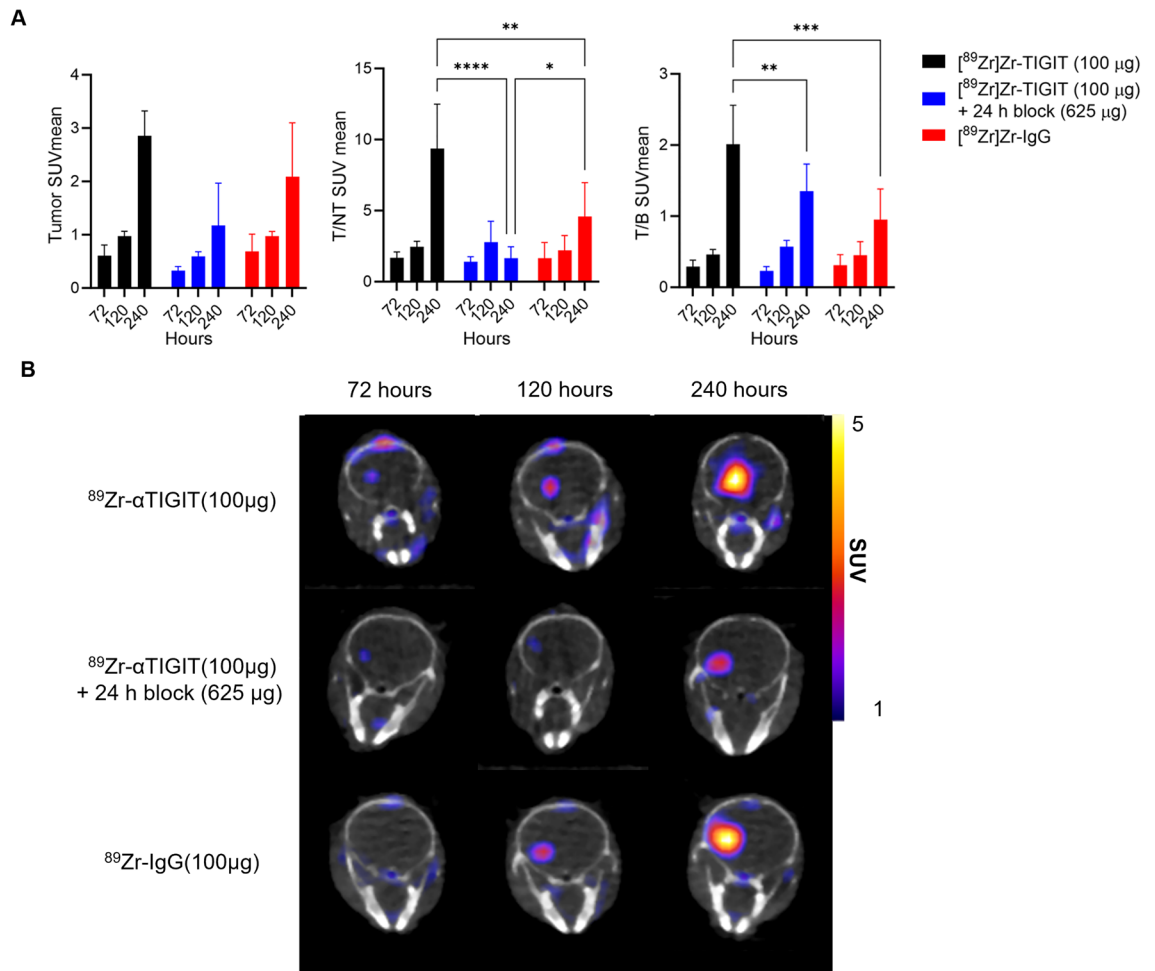 A
Tumor SUVmean
4
3
2
1
0
72
120
240
72
120
240
72
120
240
Hours
T/NT SUV mean
15
10
5
0
**
****
*
72
120
240
72
120
240
72
120
240
Hours
T/B SUVmean
3
2
1
0
***
**
72
120
240
72
120
240
72
120
240
Hours
[⁸⁹Zr]Zr-TIGIT (100 μg)
[⁸⁹Zr]Zr-TIGIT (100 μg)
+ 24 h block (625 μg)
[⁸⁹Zr]Zr-IgG
B
72 hours
120 hours
240 hours
⁸⁹Zr-αTIGIT(100µg)
⁸⁹Zr-αTIGIT(100µg)
+ 24 h block (625 µg)
⁸⁹Zr-IgG(100µg)
5
SUV
1